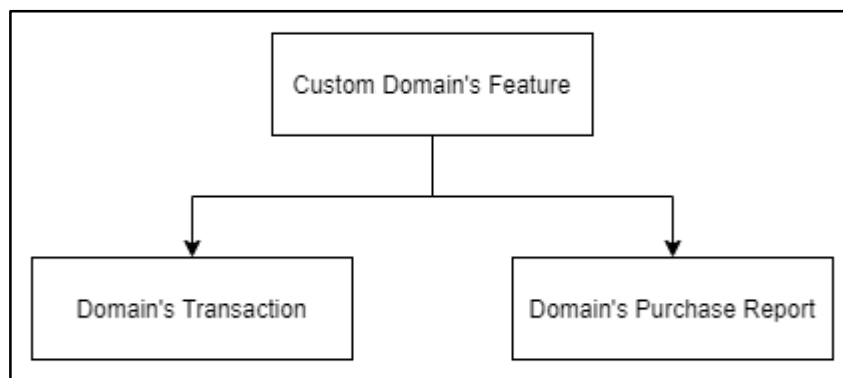 Custom Domain's Feature
Domain's Transaction
Domain's Purchase Report